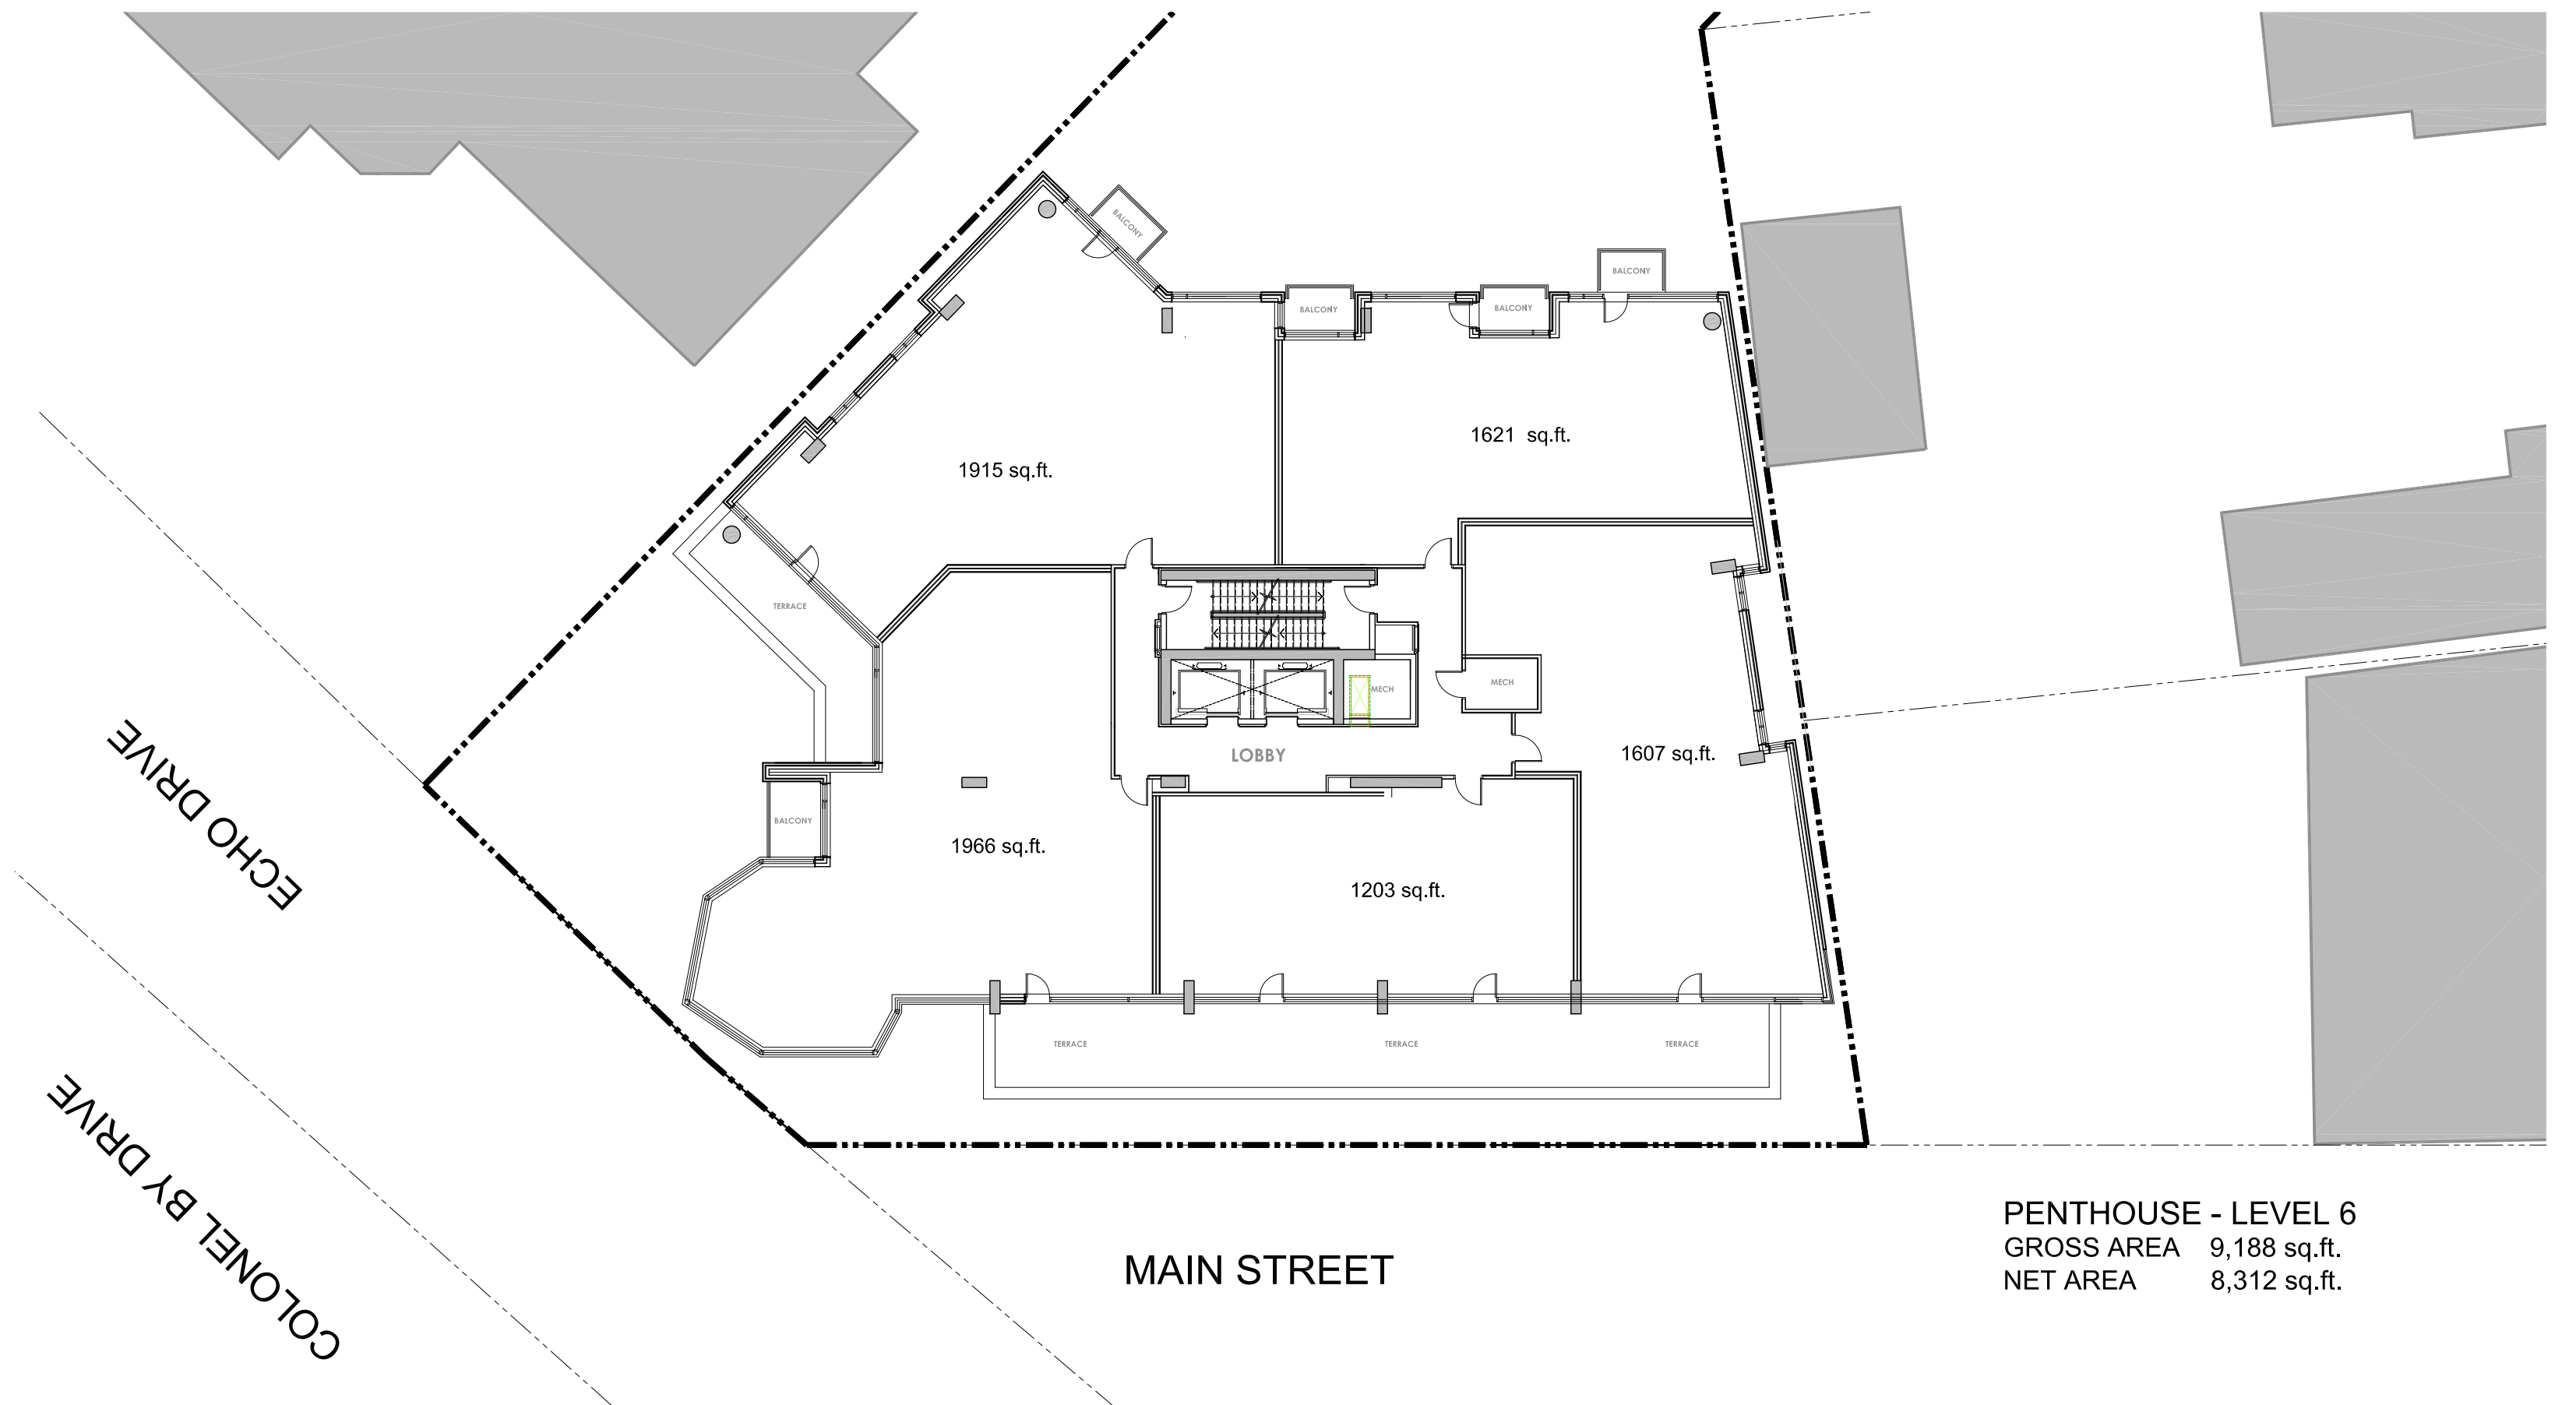 BALCONY
BALCONY
BALCONY
BALCONY
1621 sq.ft.
1915 sq.ft.
TERRACE
MECH
MECH
LOBBY
1607 sq.ft.
ECHO DRIVE
BALCONY
1966 sq.ft.
1203 sq.ft.
TERRACE
TERRACE
TERRACE
COLONEL BY DRIVE
MAIN STREET
PENTHOUSE - LEVEL 6
GROSS AREA 9,188 sq.ft.
NET AREA 8,312 sq.ft.